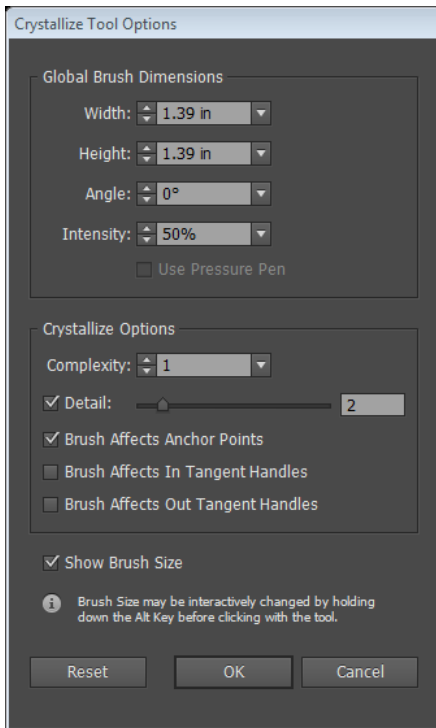 Crystallize Tool Options
Global Brush Dimensions
Width: 1.39 in
Height: 1.39 in
Angle: 0°
Intensity: 50%
Use Pressure Pen
Crystallize Options
Complexity: 1
Detail: 2
Brush Affects Anchor Points
Brush Affects In Tangent Handles
Brush Affects Out Tangent Handles
Show Brush Size
Brush Size may be interactively changed by holding
down the Alt Key before clicking with the tool.
Reset OK Cancel